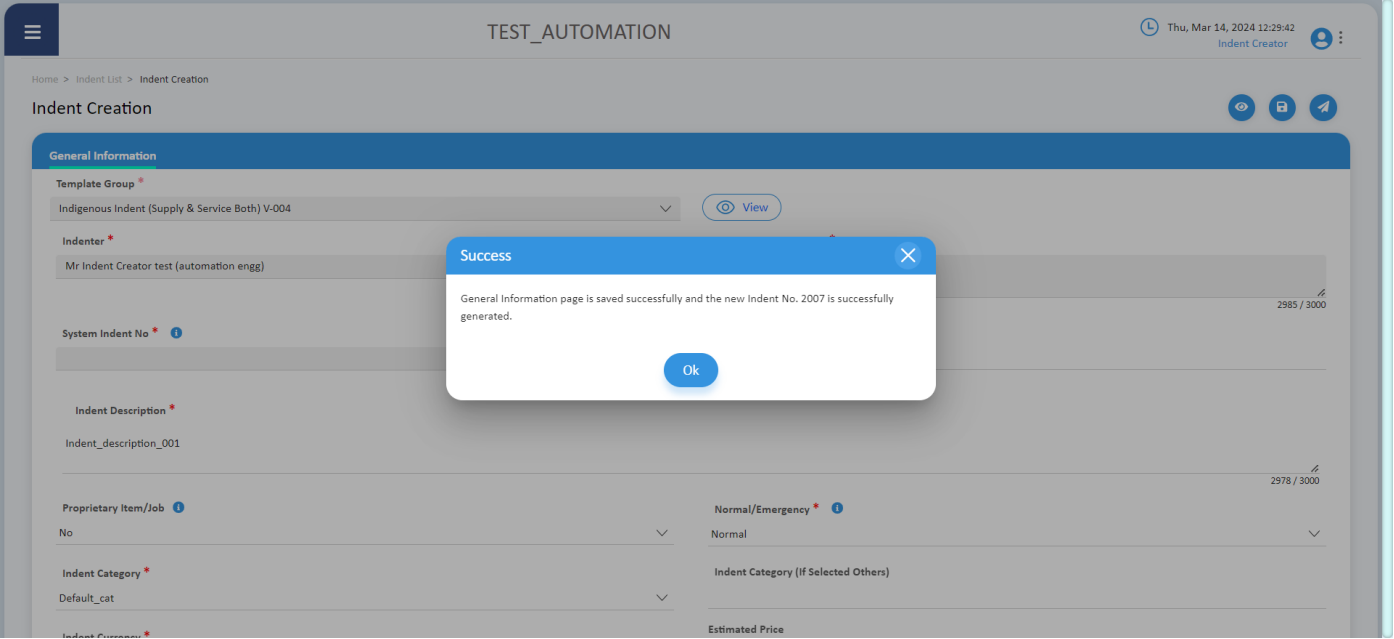 TEST_AUTOMATION
Thu, Mar 14, 2024 12:29:42
Indent Creator
Home > Indent List > Indent Creation
Indent Creation
General Information
Template Group *
Indigenous Indent (Supply & Service Both) V-004
View
Indenter *
*
Mr Indent Creator test (automation engg)
2985 / 3000
Success
General Information page is saved successfully and the new Indent No. 2007 is successfully
generated.
Ok
System Indent No *
Indent Description *
Indent_description_001
2978 / 3000
Proprietary Item/Job
No
Normal/Emergency *
Normal
Indent Category *
Default_cat
Indent Category (If Selected Others)
Indent Currency *
Estimated Price